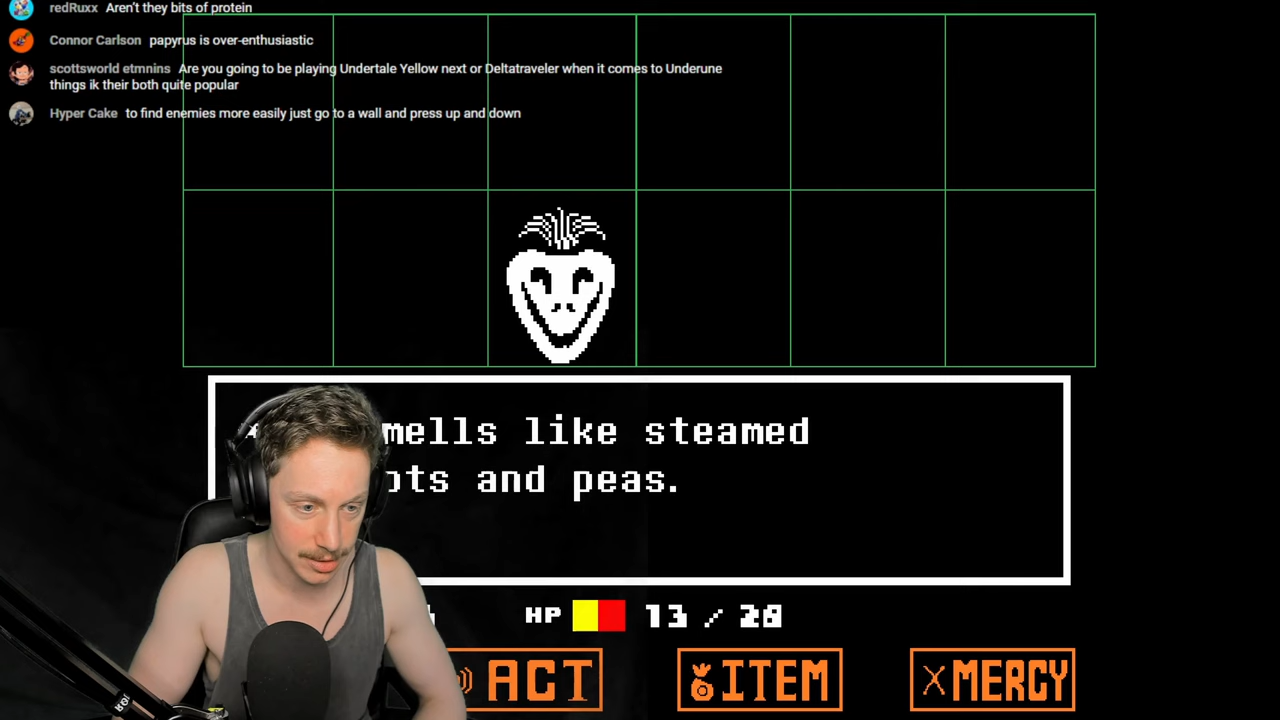 redRuxx Aren't they bits of protein
Connor Carlson papyrus is over-enthusiastic
scottsworld etmnins Are you going to be playing Undertale Yellow next or Deltatraveler when it comes to Underune
things ik their both quite popular
Hyper Cake to find enemies more easily just go to a wall and press up and down
mells like steamed
ots and peas.
HP 13 / 28
ACT ITEM MERCY